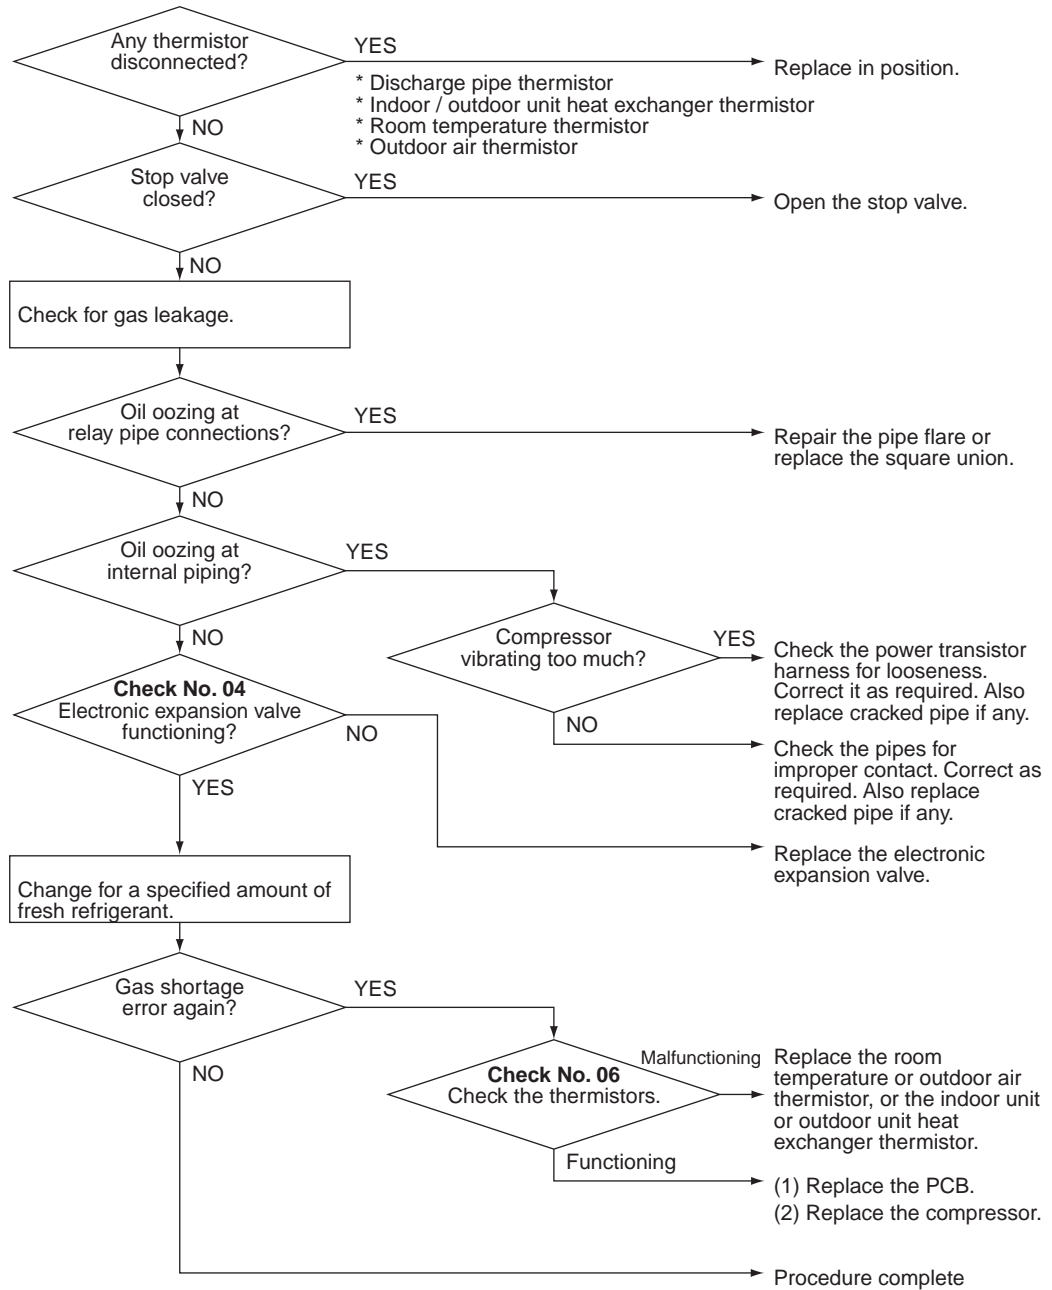 Any thermistor
disconnected?
YES
Replace in position.
* Discharge pipe thermistor
* Indoor / outdoor unit heat exchanger thermistor
* Room temperature thermistor
* Outdoor air thermistor
NO
Stop valve
closed?
YES
Open the stop valve.
NO
Check for gas leakage.
Oil oozing at
relay pipe connections?
YES
Repair the pipe flare or
replace the square union.
NO
Oil oozing at
internal piping?
YES
Compressor
vibrating too much?
YES
Check the power transistor
harness for looseness.
Correct it as required. Also
replace cracked pipe if any.
NO
Check the pipes for
improper contact. Correct as
required. Also replace
cracked pipe if any.
NO
Check No. 04
Electronic expansion valve
functioning?
NO
Replace the electronic
expansion valve.
YES
Change for a specified amount of
fresh refrigerant.
Gas shortage
error again?
YES
Check No. 06
Check the thermistors.
Malfunctioning
Replace the room
temperature or outdoor air
thermistor, or the indoor unit
or outdoor unit heat
exchanger thermistor.
Functioning
(1) Replace the PCB.
(2) Replace the compressor.
NO
Procedure complete